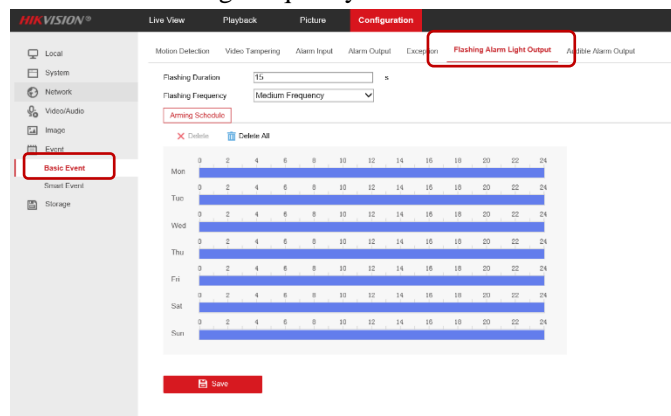 HIKVISION® Live View Playback Picture Configuration
Local
System
Network
Video/Audio
Image
Event
Basic Event
Smart Event
Storage
Motion Detection Video Tampering Alarm Input Alarm Output Exception Flashing Alarm Light Output Audible Alarm Output
Flashing Duration 15 s
Flashing Frequency Medium Frequency
Arming Schedule
Delete Delete All
0 2 4 6 8 10 12 14 16 18 20 22 24
Mon
0 2 4 6 8 10 12 14 16 18 20 22 24
Tue
0 2 4 6 8 10 12 14 16 18 20 22 24
Wed
0 2 4 6 8 10 12 14 16 18 20 22 24
Thu
0 2 4 6 8 10 12 14 16 18 20 22 24
Fri
0 2 4 6 8 10 12 14 16 18 20 22 24
Sat
0 2 4 6 8 10 12 14 16 18 20 22 24
Sun
Save